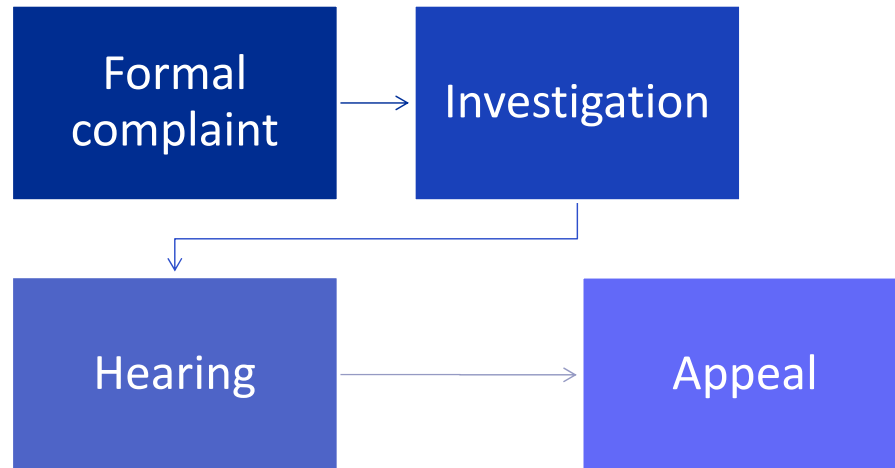 Formal
complaint
Investigation
Hearing
Appeal